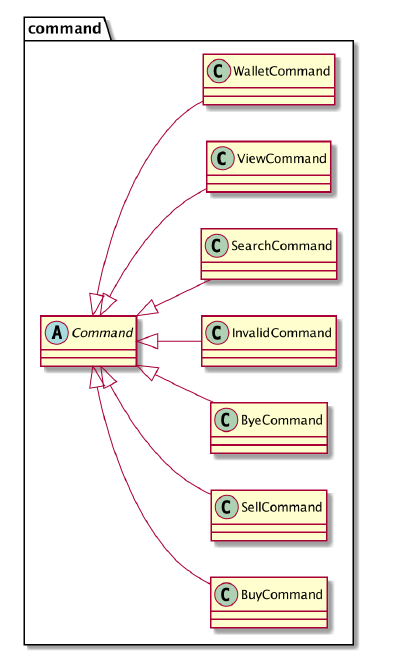 command
C WalletCommand
C ViewCommand
C SearchCommand
A Command
C InvalidCommand
C ByeCommand
C SellCommand
C BuyCommand